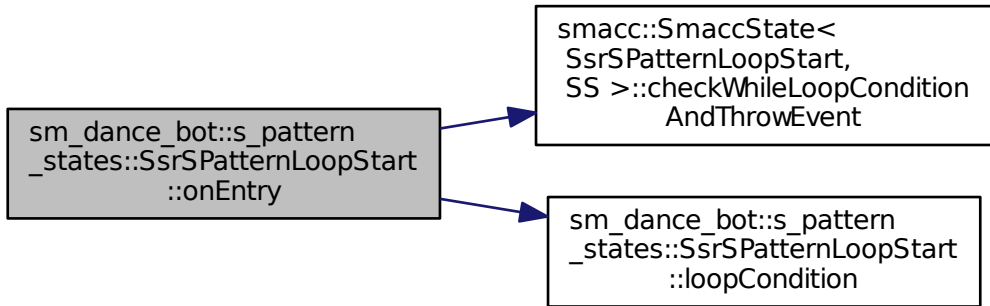 sm_dance_bot::s_pattern
_states::SsrSPatternLoopStart
::onEntry
smacc::SmaccState<
SsrSPatternLoopStart,
SS >::checkWhileLoopCondition
AndThrowEvent
sm_dance_bot::s_pattern
_states::SsrSPatternLoopStart
::loopCondition